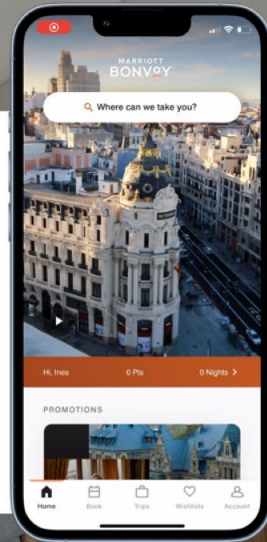 MARRIOTT
BONVOY
Where can we take you?
Hi, Ines 0 Pts 0 Nights
PROMOTIONS
Home Book Trips Wishlists Account